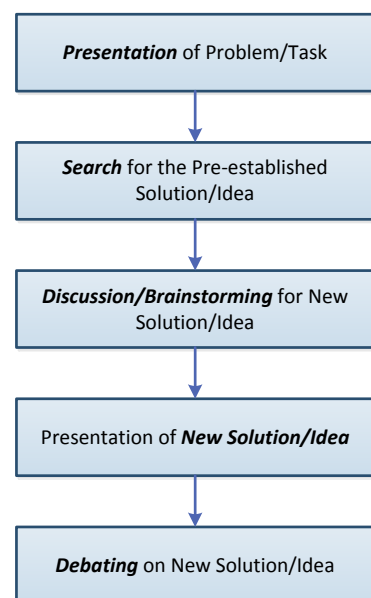 Presentation of Problem/Task
Search for the Pre-established
Solution/Idea
Discussion/Brainstorming for New
Solution/Idea
Presentation of New Solution/Idea
Debating on New Solution/Idea